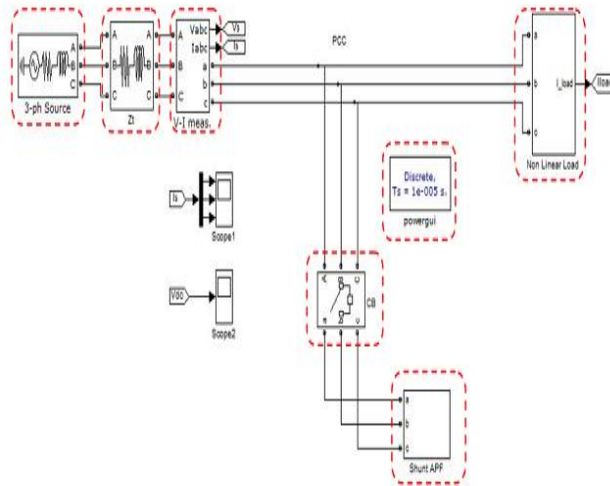 Vabc
Iabc
Vs
Is
PCC
A
B
C
A
B
C
A
B
C
A
B
C
a
b
c
a
b
c
I_load
Iload
3-ph Source
Zt
V-I meas.
Non Linear Load
Discrete,
Ts = 1e-005 s.
powergui
Is
Scope1
Vdc
Scope2
A
B
C
a
b
c
CB
a
b
c
Shunt APF